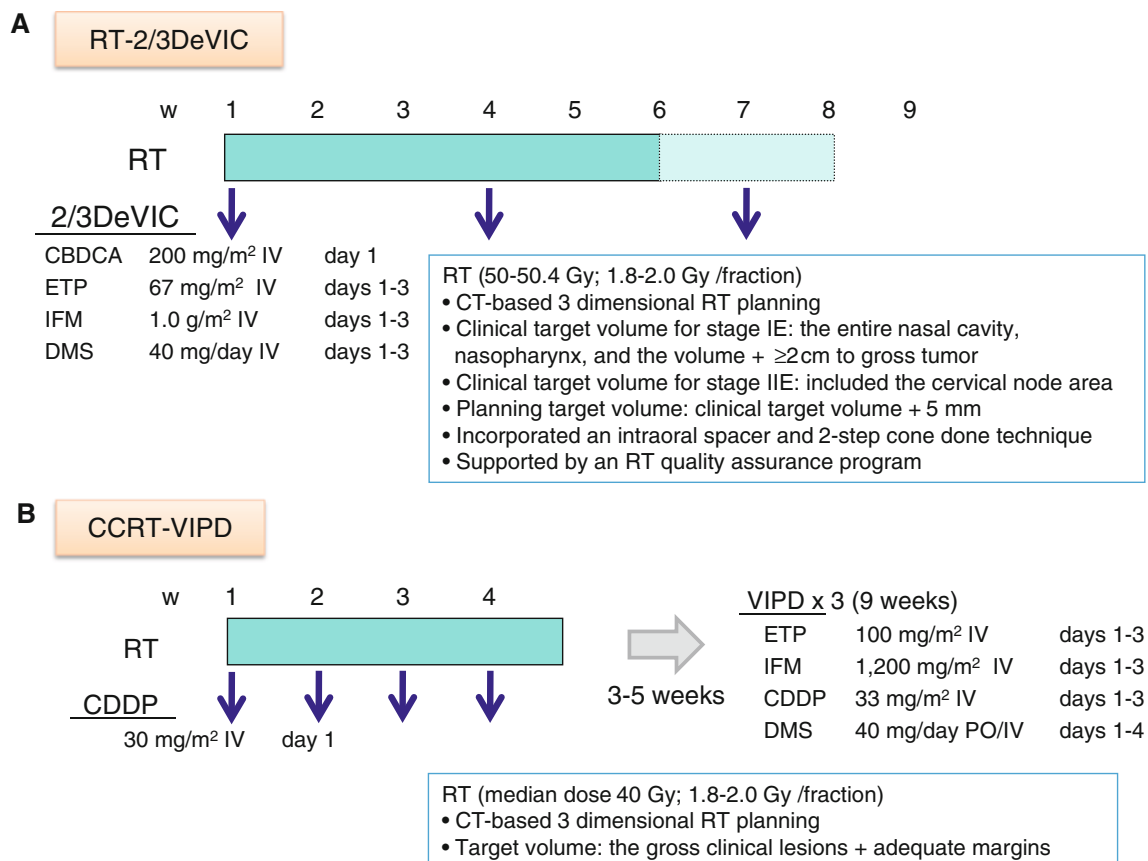 A
RT-2/3DeVIC
w 1 2 3 4 5 6 7 8 9
RT
2/3DeVIC
CBDCA 200 mg/m² IV day 1
ETP 67 mg/m² IV days 1-3
IFM 1.0 g/m² IV days 1-3
DMS 40 mg/day IV days 1-3
RT (50-50.4 Gy; 1.8-2.0 Gy /fraction)
• CT-based 3 dimensional RT planning
• Clinical target volume for stage IE: the entire nasal cavity,
nasopharynx, and the volume + ≥2cm to gross tumor
• Clinical target volume for stage IIE: included the cervical node area
• Planning target volume: clinical target volume + 5 mm
• Incorporated an intraoral spacer and 2-step cone done technique
• Supported by an RT quality assurance program
B
CCRT-VIPD
w 1 2 3 4
RT
CDDP
30 mg/m² IV day 1
3-5 weeks
VIPD x 3 (9 weeks)
ETP 100 mg/m² IV days 1-3
IFM 1,200 mg/m² IV days 1-3
CDDP 33 mg/m² IV days 1-3
DMS 40 mg/day PO/IV days 1-4
RT (median dose 40 Gy; 1.8-2.0 Gy /fraction)
• CT-based 3 dimensional RT planning
• Target volume: the gross clinical lesions + adequate margins